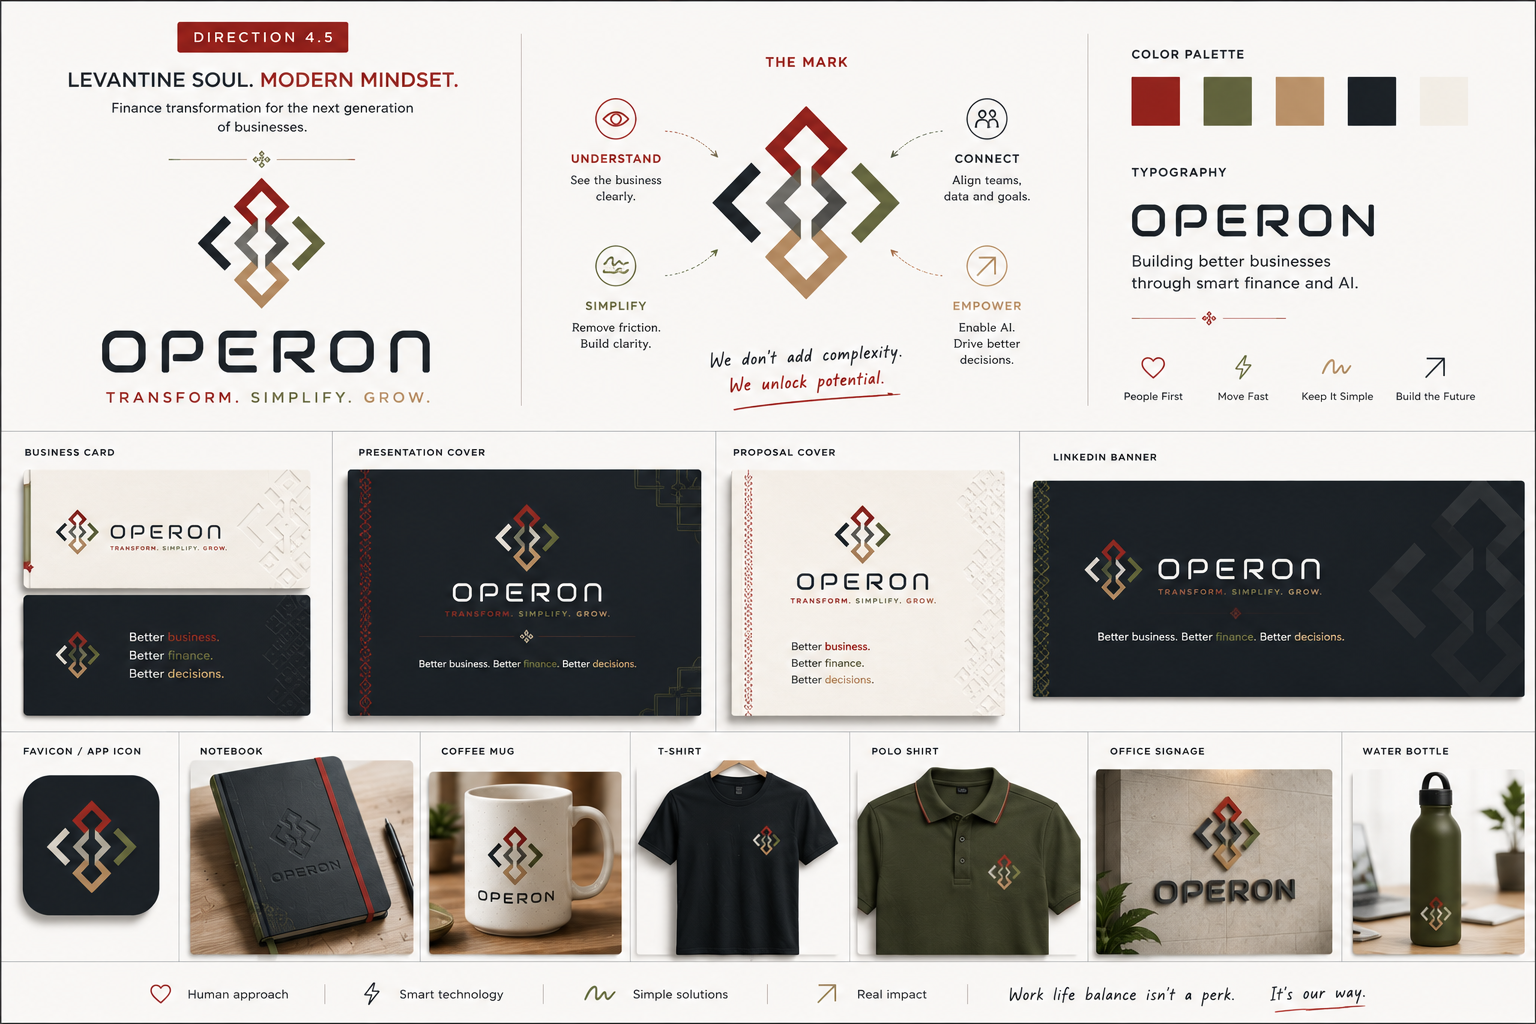 DIRECTION 4.5
LEVANTINE SOUL. MODERN MINDSET.
Finance transformation for the next generation
of businesses.
OPERON
TRANSFORM. SIMPLIFY. GROW.
THE MARK
UNDERSTAND
See the business
clearly.
CONNECT
Align teams,
data and goals.
SIMPLIFY
Remove friction.
Build clarity.
EMPOWER
Enable AI.
Drive better
decisions.
We don't add complexity.
We unlock potential.
COLOR PALETTE
TYPOGRAPHY
OPERON
Building better businesses
through smart finance and AI.
People First
Move Fast
Keep It Simple
Build the Future
BUSINESS CARD
OPERON
TRANSFORM. SIMPLIFY. GROW.
Better business.
Better finance.
Better decisions.
PRESENTATION COVER
OPERON
TRANSFORM. SIMPLIFY. GROW.
Better business. Better finance. Better decisions.
PROPOSAL COVER
OPERON
TRANSFORM. SIMPLIFY. GROW.
Better business.
Better finance.
Better decisions.
LINKEDIN BANNER
OPERON
TRANSFORM. SIMPLIFY. GROW.
Better business. Better finance. Better decisions.
FAVICON / APP ICON
NOTEBOOK
OPERON
COFFEE MUG
OPERON
T-SHIRT
POLO SHIRT
OFFICE SIGNAGE
OPERON
WATER BOTTLE
Human approach
Smart technology
Simple solutions
Real impact
Work life balance isn't a perk. It's our way.